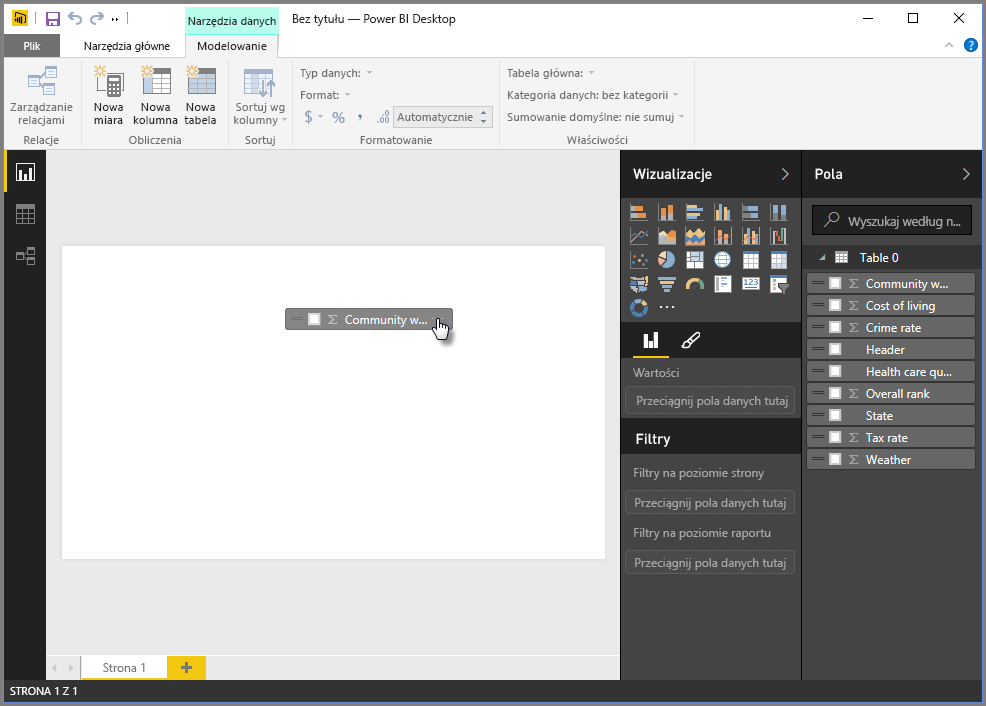 Narzędzia danych
Bez tytułu — Power BI Desktop
Plik
Narzędzia główne
Modelowanie
Zarządzanie
relacjami
Relacje
Nowa
miara
Nowa
kolumna
Nowa
tabela
Obliczenia
Sortuj wg
kolumny
Sortuj
Typ danych:
Format:
$ % , .00 Automatycznie
Formatowanie
Tabela główna:
Kategoria danych: bez kategorii
Sumowanie domyślne: nie sumuj
Właściwości
Community w...
Wizualizacje
123
Wartości
Przeciągnij pola danych tutaj
Filtry
Filtry na poziomie strony
Przeciągnij pola danych tutaj
Filtry na poziomie raportu
Przeciągnij pola danych tutaj
Pola
Wyszukaj według n...
Table 0
Σ Community w...
Σ Cost of living
Σ Crime rate
Header
Health care qu...
Σ Overall rank
State
Σ Tax rate
Σ Weather
Strona 1
STRONA 1 Z 1